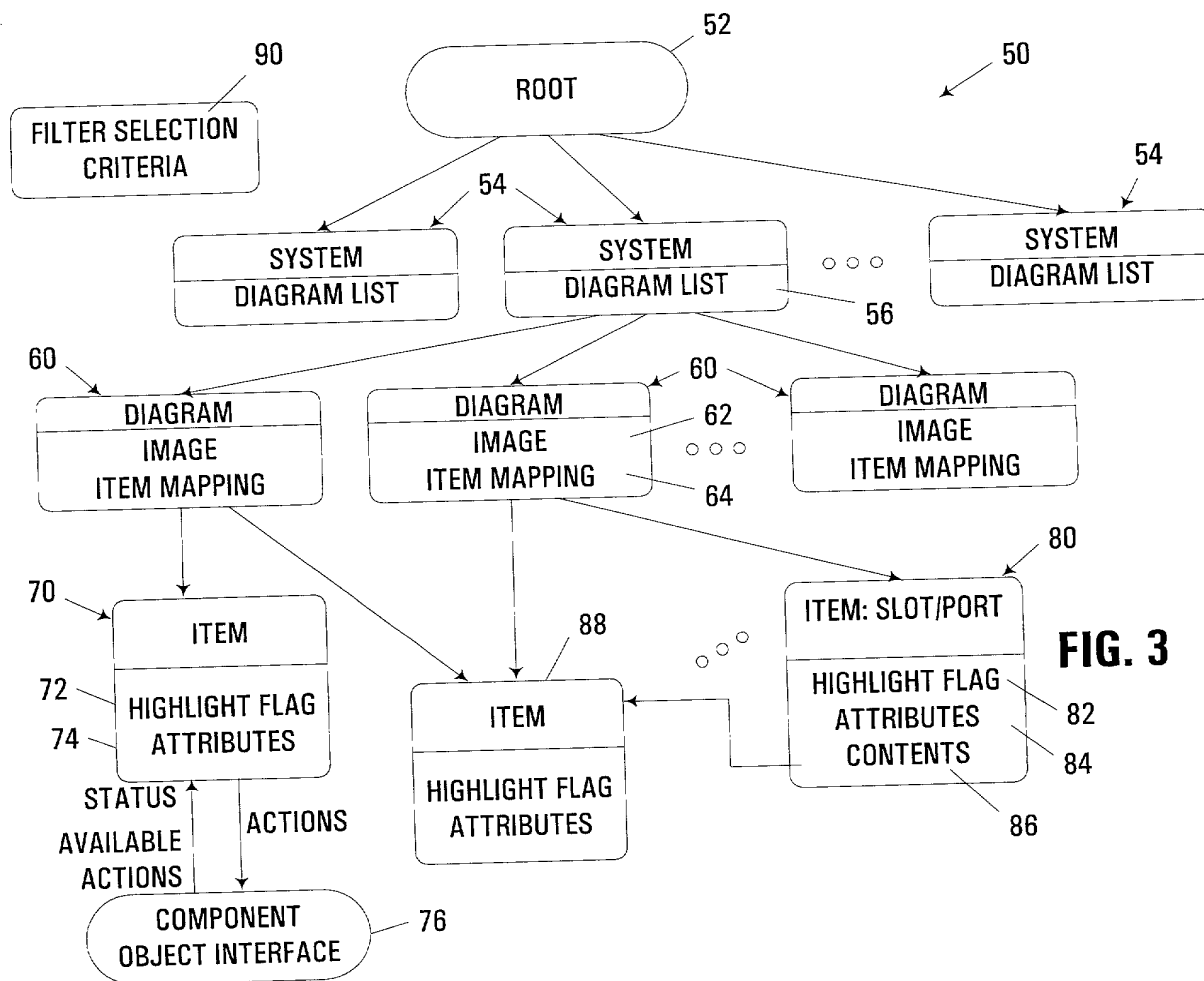 52
90
50
ROOT
FILTER SELECTION
CRITERIA
54
54
SYSTEM
DIAGRAM LIST
SYSTEM
DIAGRAM LIST
SYSTEM
DIAGRAM LIST
56
60
60
DIAGRAM
IMAGE
ITEM MAPPING
DIAGRAM
IMAGE
ITEM MAPPING
62
64
DIAGRAM
IMAGE
ITEM MAPPING
80
70
ITEM
HIGHLIGHT FLAG
ATTRIBUTES
72
74
88
ITEM
HIGHLIGHT FLAG
ATTRIBUTES
ITEM: SLOT/PORT
HIGHLIGHT FLAG
ATTRIBUTES
CONTENTS
82
84
86
FIG. 3
STATUS
AVAILABLE
ACTIONS
ACTIONS
COMPONENT
OBJECT INTERFACE
76